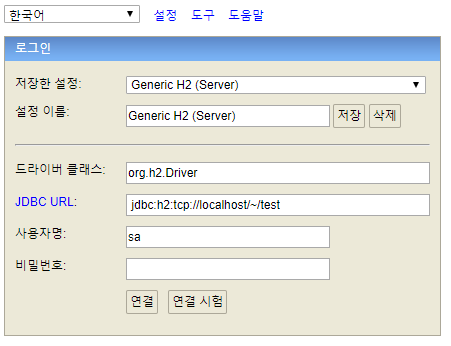 한국어 설정 도구 도움말
로그인
저장한 설정: Generic H2 (Server)
설정 이름: Generic H2 (Server) 저장 삭제
드라이버 클래스: org.h2.Driver
JDBC URL: jdbc:h2:tcp://localhost/~/test
사용자명: sa
비밀번호:
연결 연결 시험